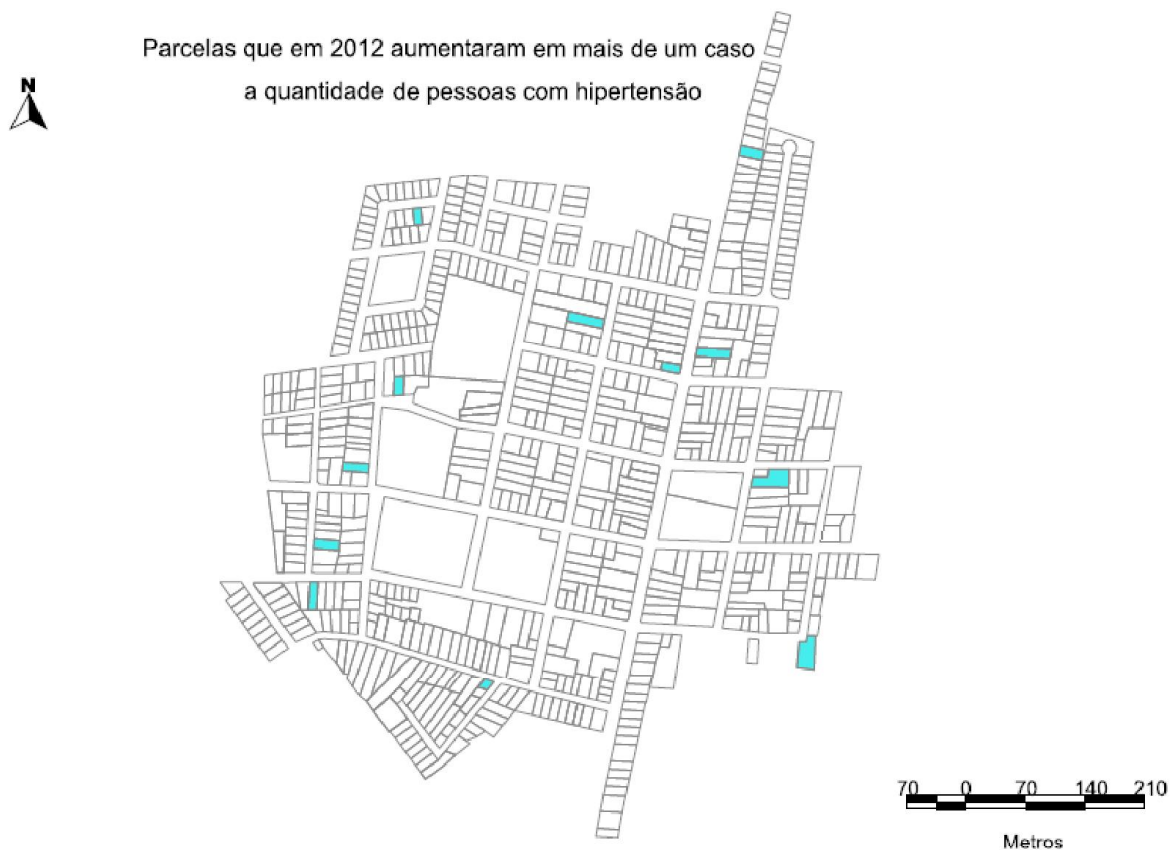 Parcelas que em 2012 aumentaram em mais de um caso
a quantidade de pessoas com hipertensão
N
70 0 70 140 210
Metros